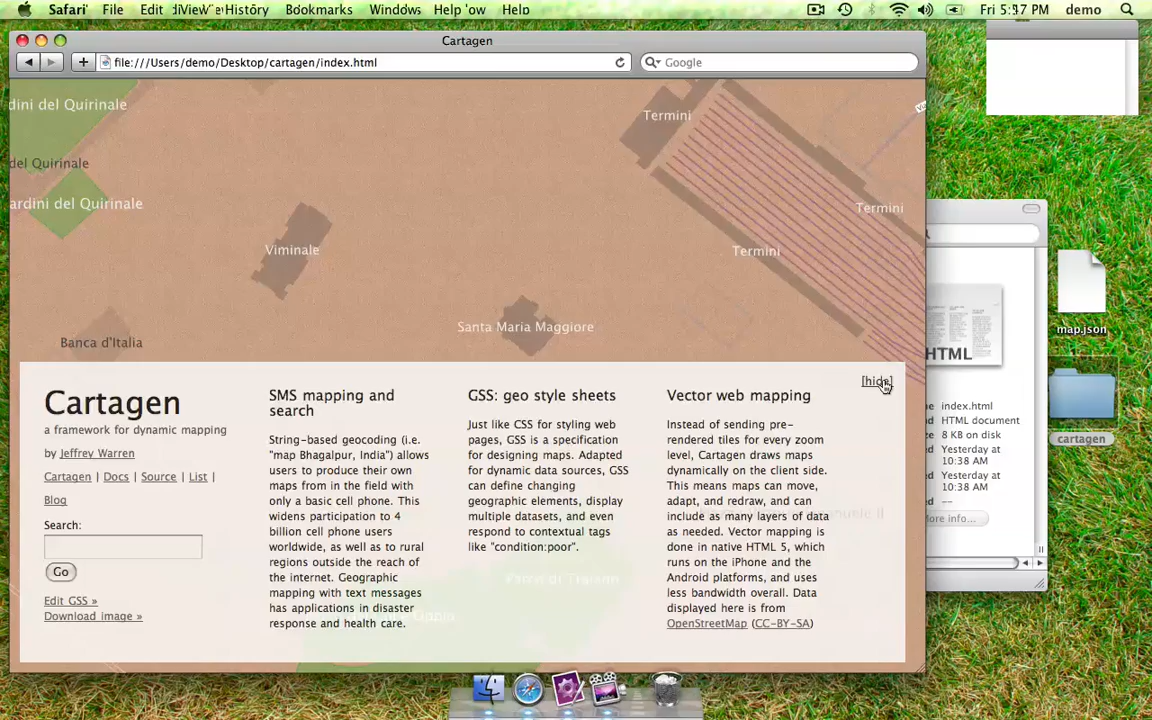 Safari File Edit View History Bookmarks Windows Help Help
Fri 5:37 PM demo
Cartagen
file:///Users/demo/Desktop/cartagen/index.html
Google
dini del Quirinale
Termini
del Quirinale
ardini del Quirinale
Termini
Viminale
Termini
Santa Maria Maggiore
Banca d'Italia
map.json
HTML
cartagen
index.html
HTML document
8 KB on disk
Yesterday at
10:38 AM
Yesterday at
10:38 AM
More info...
[hide]
Cartagen
a framework for dynamic mapping
by Jeffrey Warren
Cartagen | Docs | Source | List |
Blog
Search:
Go
Edit GSS »
Download image »
SMS mapping and
search
String-based geocoding (i.e.
"map Bhagalpur, India") allows
users to produce their own
maps from in the field with
only a basic cell phone. This
widens participation to 4
billion cell phone users
worldwide, as well as to rural
regions outside the reach of
the internet. Geographic
mapping with text messages
has applications in disaster
response and health care.
GSS: geo style sheets
Just like CSS for styling web
pages, GSS is a specification
for designing maps. Adapted
for dynamic data sources, GSS
can define changing
geographic elements, display
multiple datasets, and even
respond to contextual tags
like "condition:poor".
Vector web mapping
Instead of sending pre-
rendered tiles for every zoom
level, Cartagen draws maps
dynamically on the client side.
This means maps can move,
adapt, and redraw, and can
include as many layers of data
as needed. Vector mapping is
done in native HTML 5, which
runs on the iPhone and the
Android platforms, and uses
less bandwidth overall. Data
displayed here is from
OpenStreetMap (CC-BY-SA)